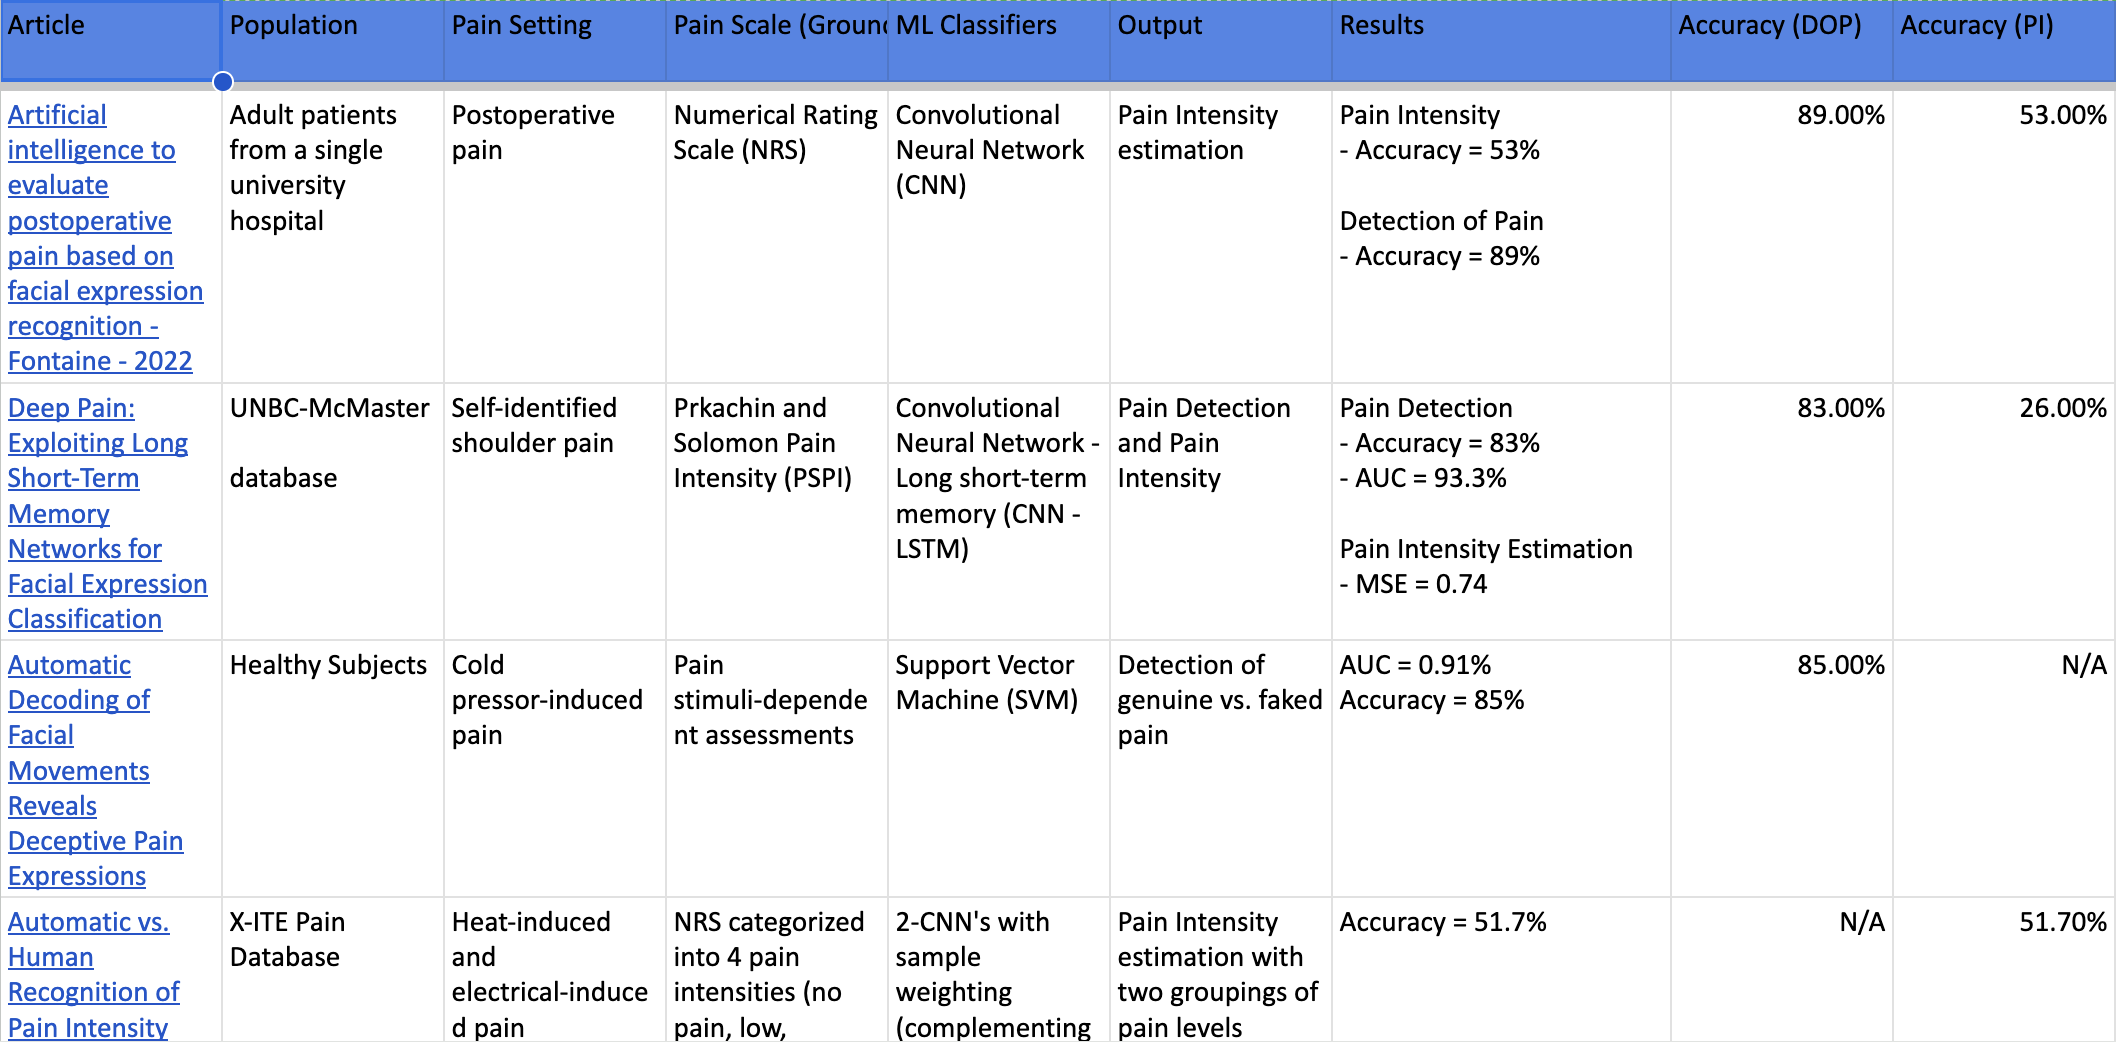 Article
Population
Pain Setting
Pain Scale (Ground
ML Classifiers
Output
Results
Accuracy (DOP)
Accuracy (PI)
Artificial
intelligence to
evaluate
postoperative
pain based on
facial expression
recognition -
Fontaine - 2022
Adult patients
from a single
university
hospital
Postoperative
pain
Numerical Rating
Scale (NRS)
Convolutional
Neural Network
(CNN)
Pain Intensity
estimation
Pain Intensity
- Accuracy = 53%
Detection of Pain
- Accuracy = 89%
89.00%
53.00%
Deep Pain:
Exploiting Long
Short-Term
Memory
Networks for
Facial Expression
Classification
UNBC-McMaster
database
Self-identified
shoulder pain
Prkachin and
Solomon Pain
Intensity (PSPI)
Convolutional
Neural Network -
Long short-term
memory (CNN -
LSTM)
Pain Detection
and Pain
Intensity
Pain Detection
- Accuracy = 83%
- AUC = 93.3%
Pain Intensity Estimation
- MSE = 0.74
83.00%
26.00%
Automatic
Decoding of
Facial
Movements
Reveals
Deceptive Pain
Expressions
Healthy Subjects
Cold
pressor-induced
pain
Pain
stimuli-depende
nt assessments
Support Vector
Machine (SVM)
Detection of
genuine vs. faked
pain
AUC = 0.91%
Accuracy = 85%
85.00%
N/A
Automatic vs.
Human
Recognition of
Pain Intensity
X-ITE Pain
Database
Heat-induced
and
electrical-induce
d pain
NRS categorized
into 4 pain
intensities (no
pain, low,
2-CNN's with
sample
weighting
(complementing
Pain Intensity
estimation with
two groupings of
pain levels
Accuracy = 51.7%
N/A
51.70%